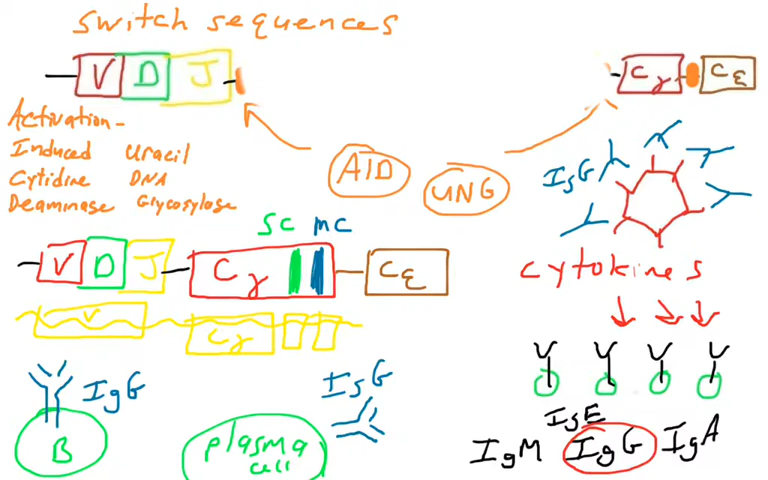 switch sequences
V D J
Cγ Cε
Activation-
Induced Uracil
Cytidine DNA
Deaminase Glycosylase
AID
UNG
IgG
SC MC
V D J Cγ Cε
cytokines
V Cγ
IgG
B
IgG
plasma
cell
IgE
IgM IgG IgA